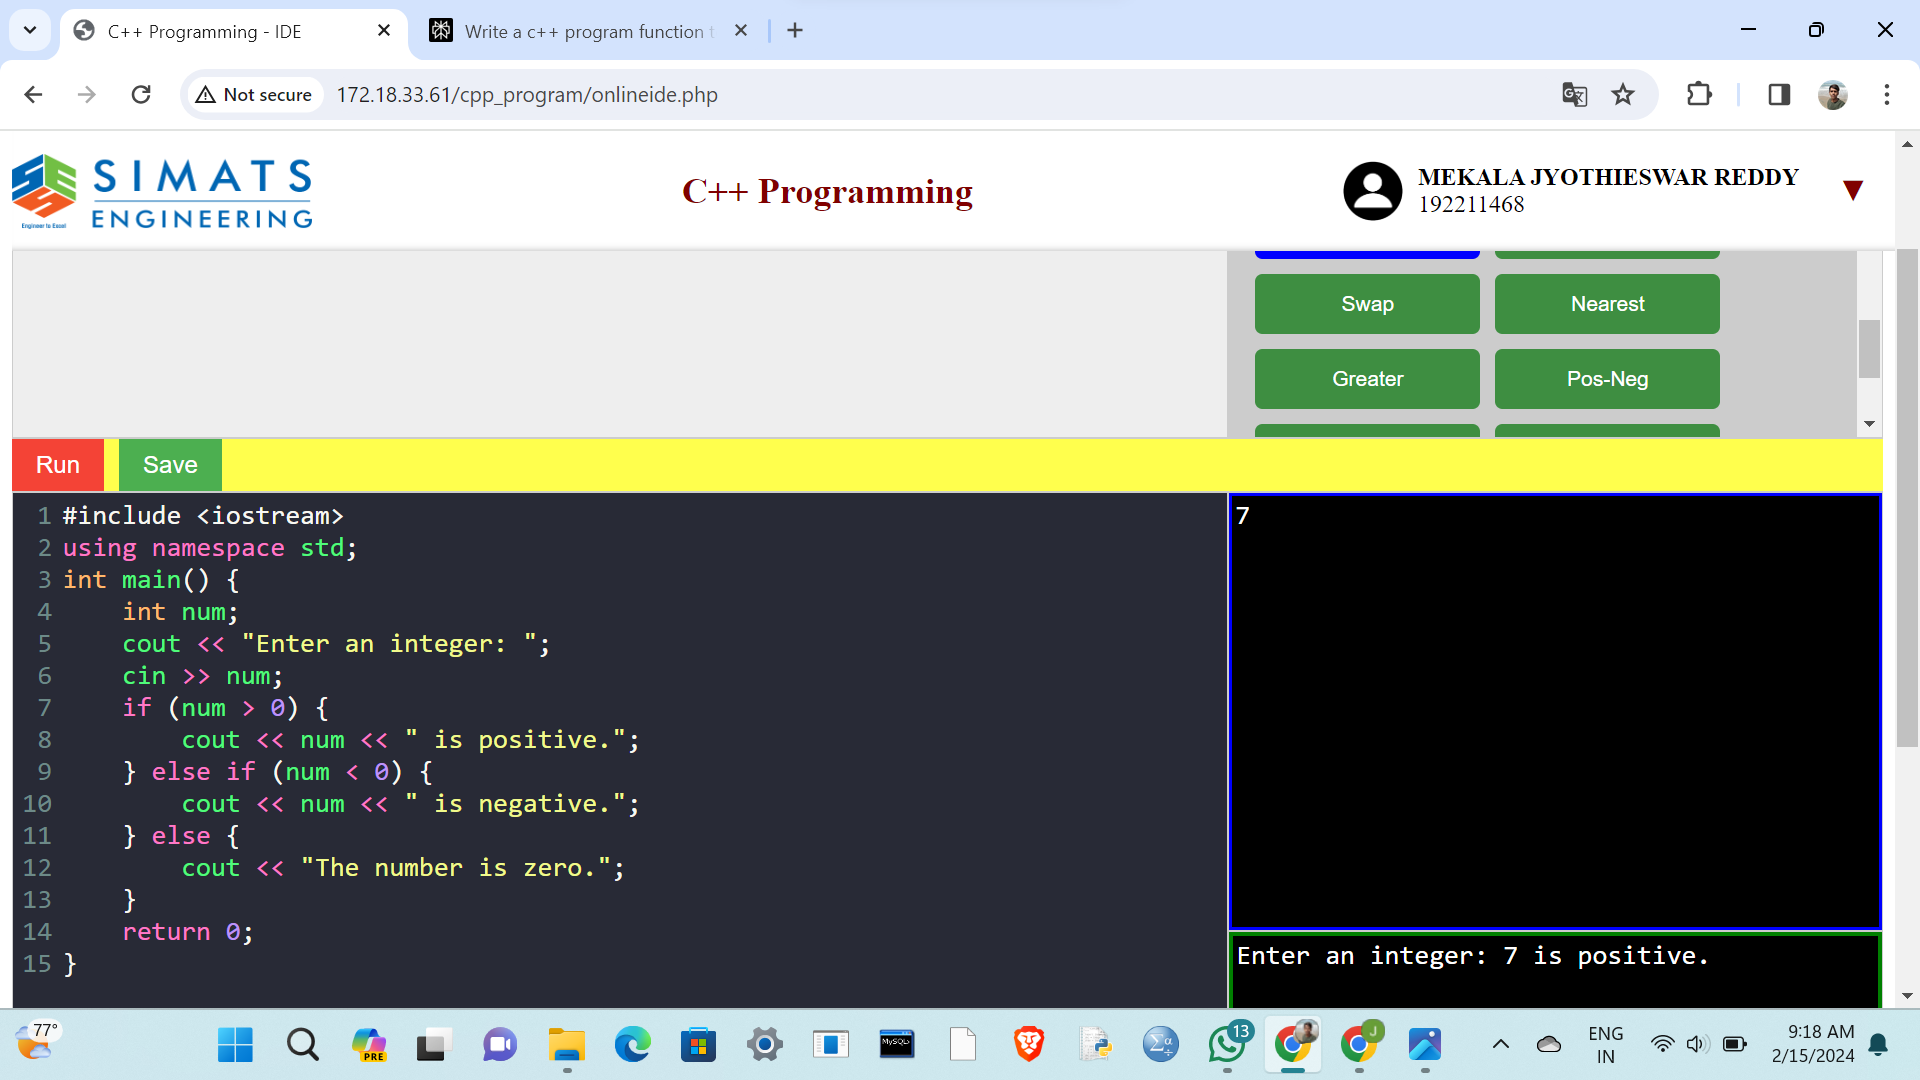 C++ Programming - IDE
Write a c++ program function t
Not secure
172.18.33.61/cpp_program/onlineide.php
SIMATS
ENGINEERING
Engineer to Excel
C++ Programming
MEKALA JYOTHIESWAR REDDY
192211468
Swap
Nearest
Greater
Pos-Neg
Run
Save
1 #include <iostream>
2 using namespace std;
3 int main() {
4     int num;
5     cout << "Enter an integer: ";
6     cin >> num;
7     if (num > 0) {
8         cout << num << " is positive.";
9     } else if (num < 0) {
10         cout << num << " is negative.";
11     } else {
12         cout << "The number is zero.";
13     }
14     return 0;
15 }
7
Enter an integer: 7 is positive.
77°
PRE
MySQL
13
J
ENG
IN
9:18 AM
2/15/2024